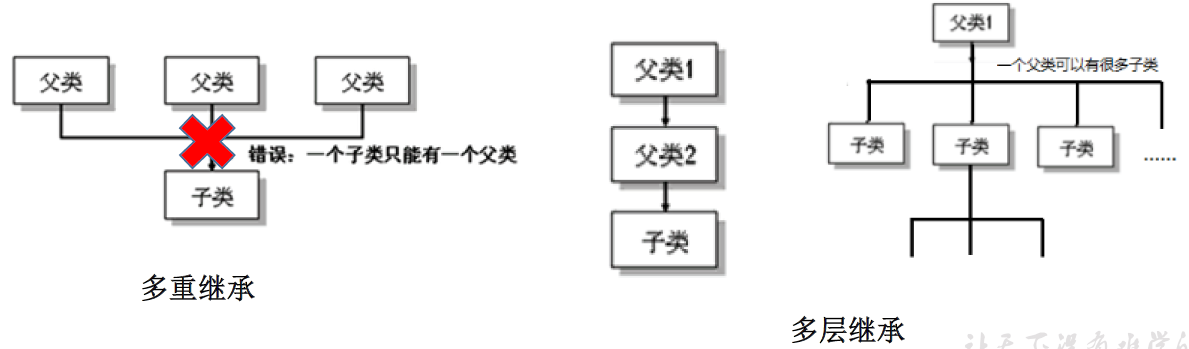 父类
父类
父类
错误：一个子类只能有一个父类
子类
多重继承
父类1
父类2
子类
父类1
一个父类可以有很多子类
子类
子类
子类
……
多层继承